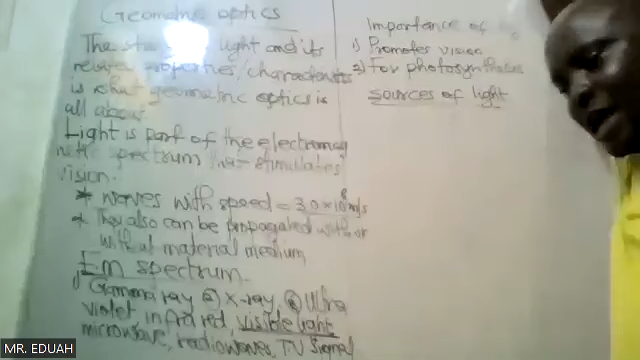 Geometric optics
The study of light and its
related properties/characteristics
is what geometric optics is
all about
Light is part of the electromag
netic spectrum that stimulates
vision.
* waves with speed = 3.0 x 10⁸ m/s
* They also can be propagated with or
without material medium
Em spectrum.
1) Gamma ray 2) X-ray, 3) Ultra
violet infrared, visible light
microwave, radiowaves, TV signal
Importance of
1) Promotes vision
2) For photosynthesis
sources of light
MR. EDUAH